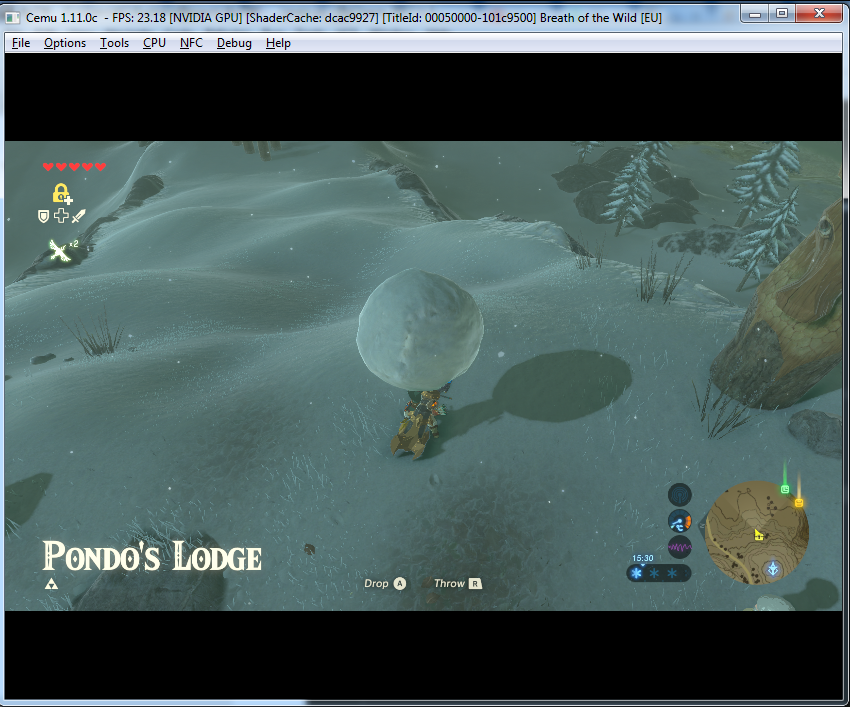 Cemu 1.11.0c - FPS: 23.18 [NVIDIA GPU] [ShaderCache: dcac9927] [TitleId: 00050000-101c9500] Breath of the Wild [EU]
File Options Tools CPU NFC Debug Help
×2
15:30
Pondo's Lodge
Drop A Throw R